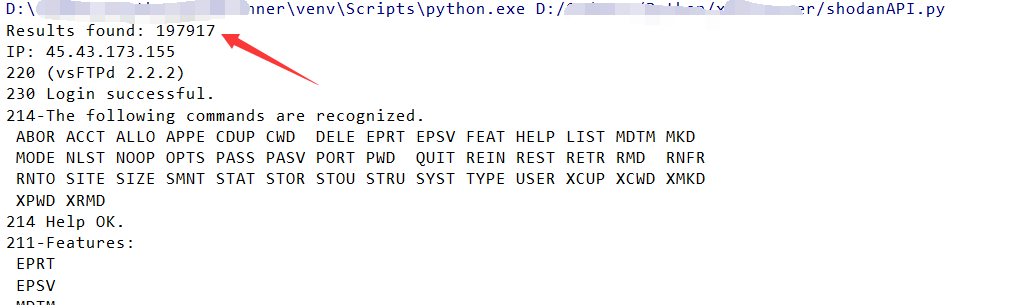 D:\ nner\venv\Scripts\python.exe D:/ /shodanAPI.py
Results found: 197917
IP: 45.43.173.155
220 (vsFTPd 2.2.2)
230 Login successful.
214-The following commands are recognized.
ABOR ACCT ALLO APPE CDUP CWD  DELE EPRT EPSV FEAT HELP LIST MDTM MKD
MODE NLST NOOP OPTS PASS PASV PORT PWD  QUIT REIN REST RETR RMD  RNFR
RNTO SITE SIZE SMNT STAT STOR STOU STRU SYST TYPE USER XCUP XCWD XMKD
XPWD XRMD
214 Help OK.
211-Features:
EPRT
EPSV
MDTM